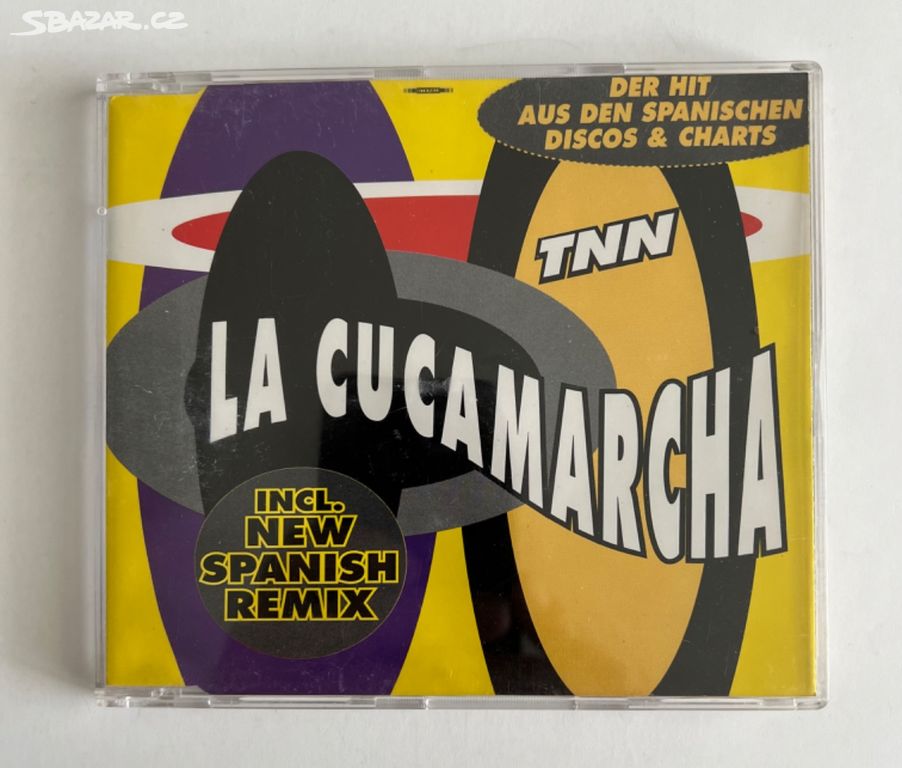 SBAZAR.CZ
DER HIT
AUS DEN SPANISCHEN
DISCOS & CHARTS
TNN
LA CUCAMARCHA
INCL.
NEW
SPANISH
REMIX